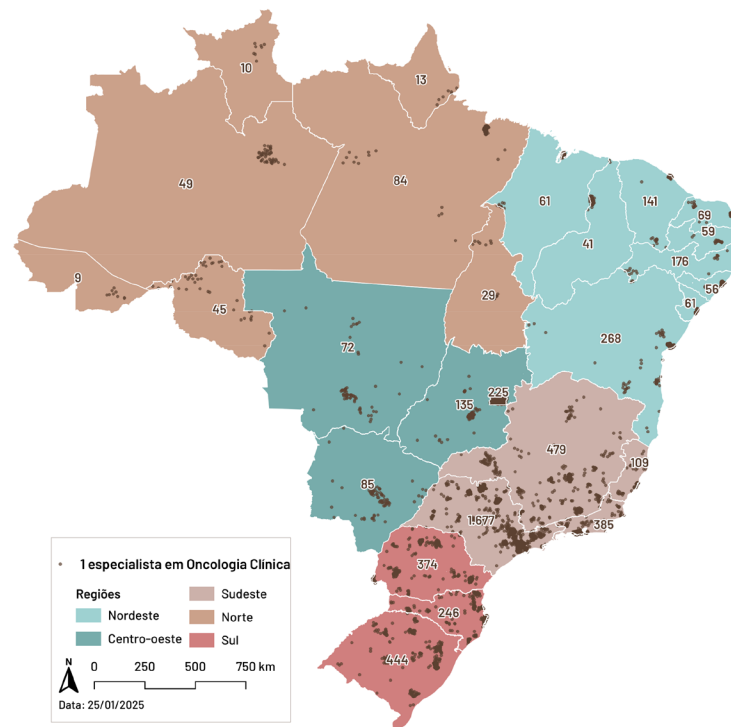 10
13
49
84
61
141
69
59
41
176
9
56
29
61
45
268
72
225
135
479
109
85
1.677
385
374
246
444
1 especialista em Oncologia Clínica
Regiões
Sudeste
Nordeste
Norte
Centro-oeste
Sul
N
0 250 500 750 km
Data: 25/01/2025